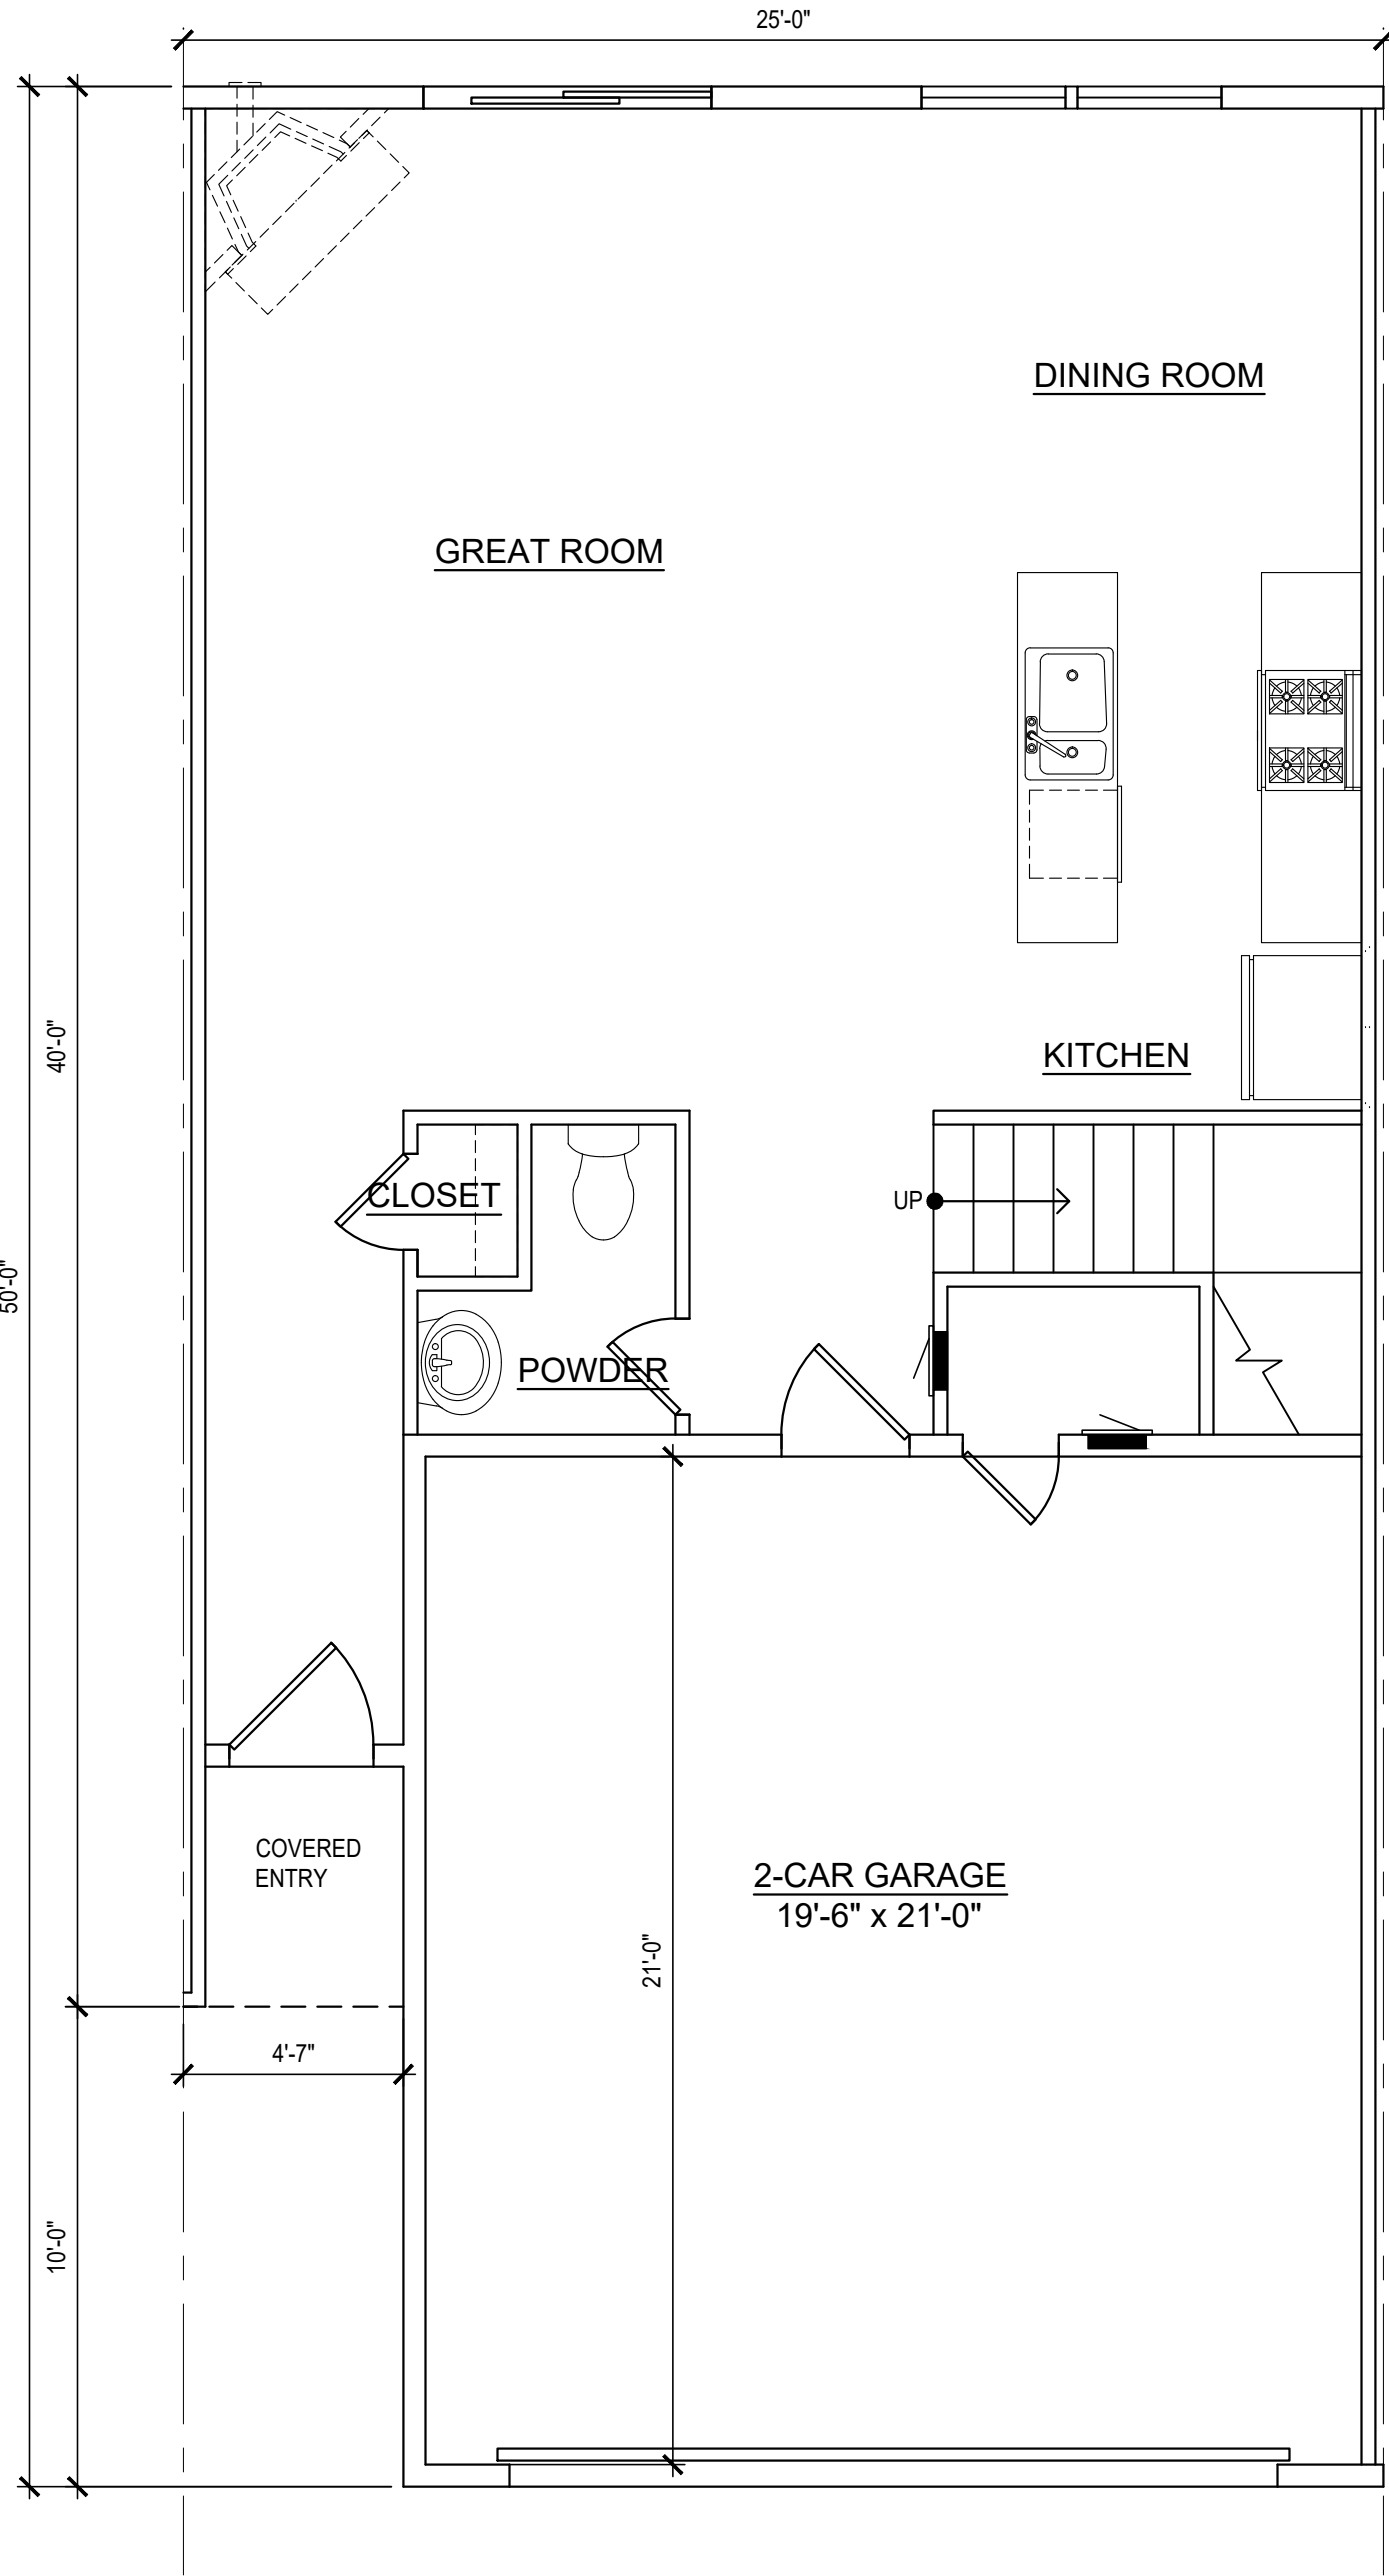 25'-0"
DINING ROOM
GREAT ROOM
40'-0"
KITCHEN
CLOSET
UP
50'-0"
POWDER
COVERED
ENTRY
2-CAR GARAGE
19'-6" x 21'-0"
21'-0"
4'-7"
10'-0"